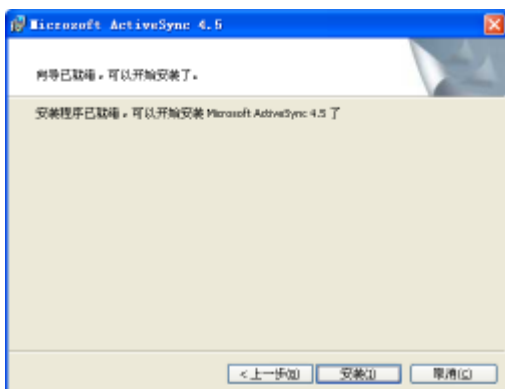 Microsoft ActiveSync 4.5
向导已就绪，可以开始安装了。
安装程序已就绪，可以开始安装 Microsoft ActiveSync 4.5 了
<上一步(B)
安装(I)
取消(C)